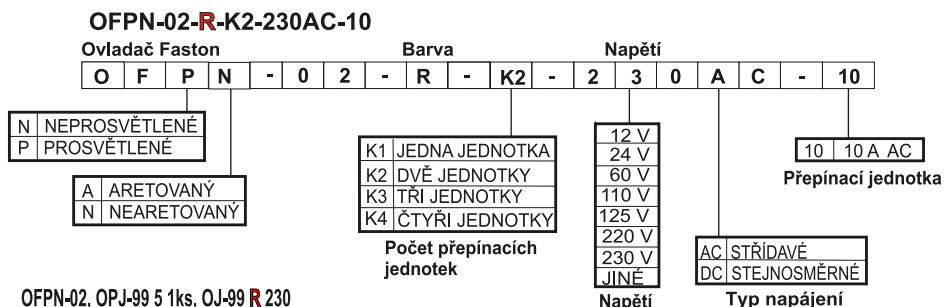 OFPN-02-R-K2-230AC-10
Ovladač Faston Barva Napětí
O F P N - 0 2 - R - K2 - 2 3 0 A C - 10
N NEPROSVĚTLENÉ
P PROSVĚTLENÉ
A ARETOVANÝ
N NEARETOVANÝ
K1 JEDNA JEDNOTKA
K2 DVĚ JEDNOTKY
K3 TŘI JEDNOTKY
K4 ČTYŘI JEDNOTKY
Počet přepínacích
jednotek
12 V
24 V
60 V
110 V
125 V
220 V
230 V
JINÉ
Napětí
10 10 A AC
Přepínací jednotka
AC STŘÍDAVÉ
DC STEJNOSMĚRNÉ
Typ napájení
OFPN-02, OPJ-99 5 1ks, OJ-99 R 230